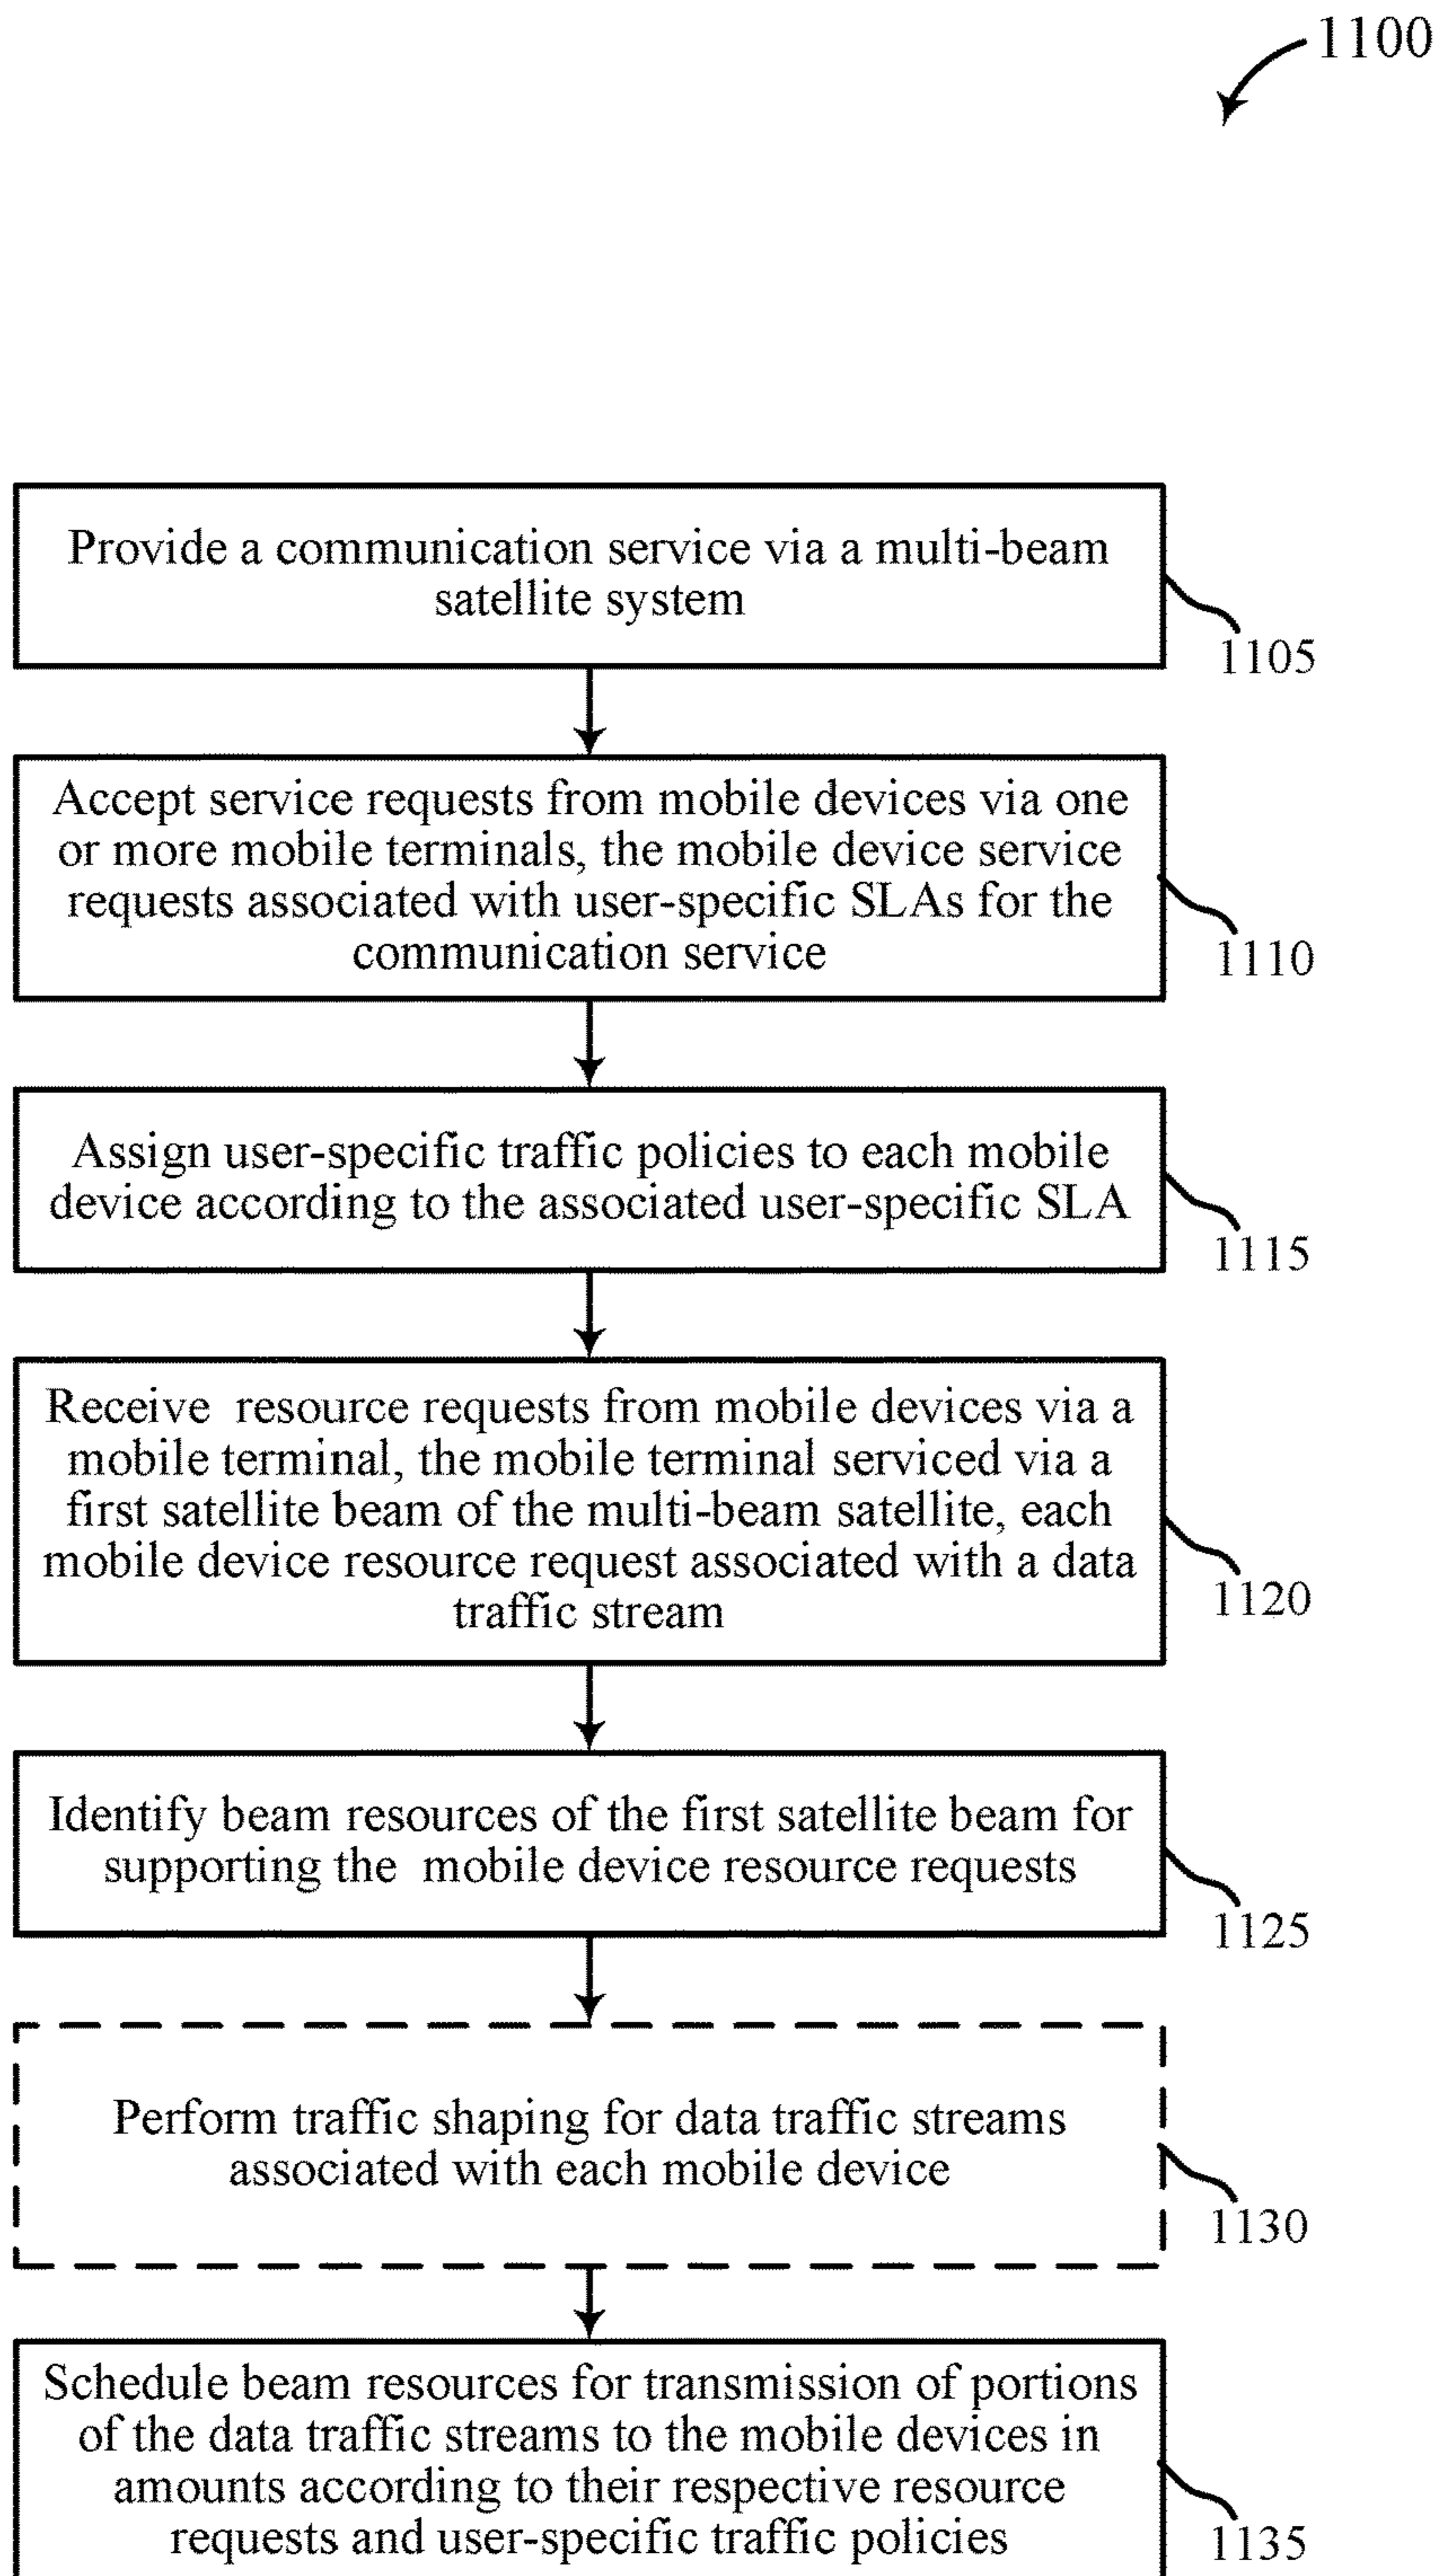 1100
Provide a communication service via a multi-beam
satellite system
1105
Accept service requests from mobile devices via one
or more mobile terminals, the mobile device service
requests associated with user-specific SLAs for the
communication service
1110
Assign user-specific traffic policies to each mobile
device according to the associated user-specific SLA
1115
Receive resource requests from mobile devices via a
mobile terminal, the mobile terminal serviced via a
first satellite beam of the multi-beam satellite, each
mobile device resource request associated with a data
traffic stream
1120
Identify beam resources of the first satellite beam for
supporting the mobile device resource requests
1125
Perform traffic shaping for data traffic streams
associated with each mobile device
1130
Schedule beam resources for transmission of portions
of the data traffic streams to the mobile devices in
amounts according to their respective resource
requests and user-specific traffic policies
1135